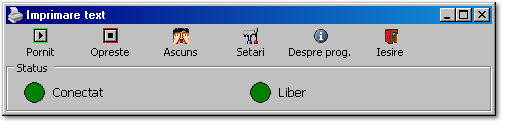 Imprimare text
Pornit Opreste Ascuns Setari Despre prog. Iesire
Status
Conectat Liber